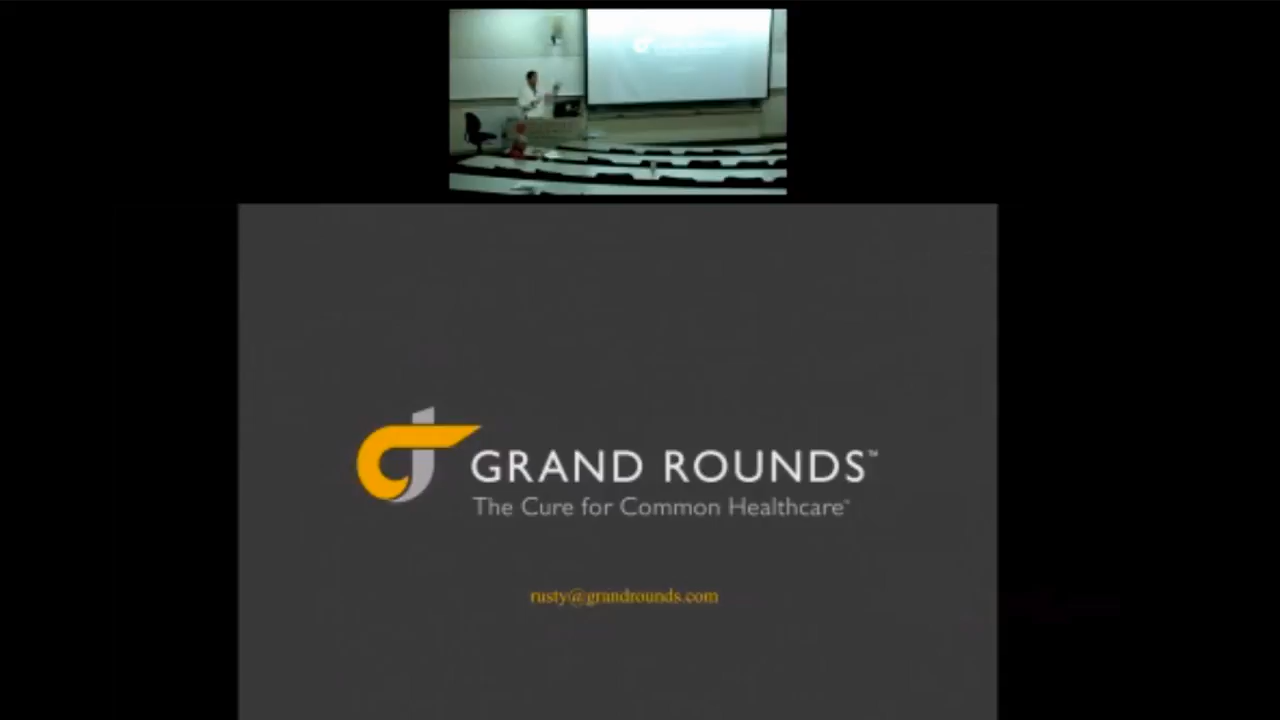 GRAND ROUNDS™
The Cure for Common Healthcare™
rusty@grandrounds.com